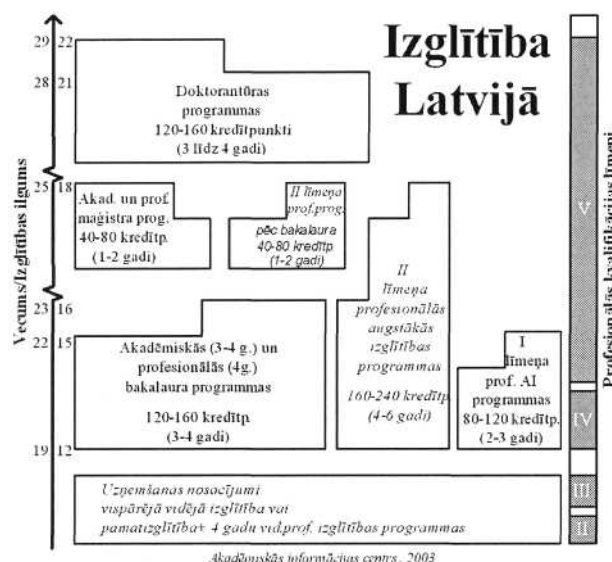 Izglītība
Latvijā
29 22
28 21
Doktorantūras
programmas
120-160 kredītpunkti
(3 līdz 4 gadi)
25 18
Akad. un prof.
maģistra prog.
40-80 kredītp.
(1-2 gadi)
II līmeņa
prof.prog.
pēc bakalaura
40-80 kredītp
(1-2 gadi)
II
līmeņa
profesionālās
augstākās
izglītības
programmas
160-240 kredītp.
(4-6 gadi)
23 16
22 15
Akadēmiskās (3-4 g.) un
profesionālās (4g.)
bakalaura programmas
120-160 kredītp.
(3-4 gadi)
I
līmeņa
prof. AI
programmas
80-120 kredītp.
(2-3 gadi)
19 12
Uzņemšanas nosacījumi
vispārējā vidējā izglītība vai
pamatizglītība+ 4 gadu vid.prof. izglītības programmas
Akadēmiskās informācijas centrs, 2003
Vecums/Izglītības ilgums
Profesionālās kvalifikācijas līmeņi
V
IV
III
II